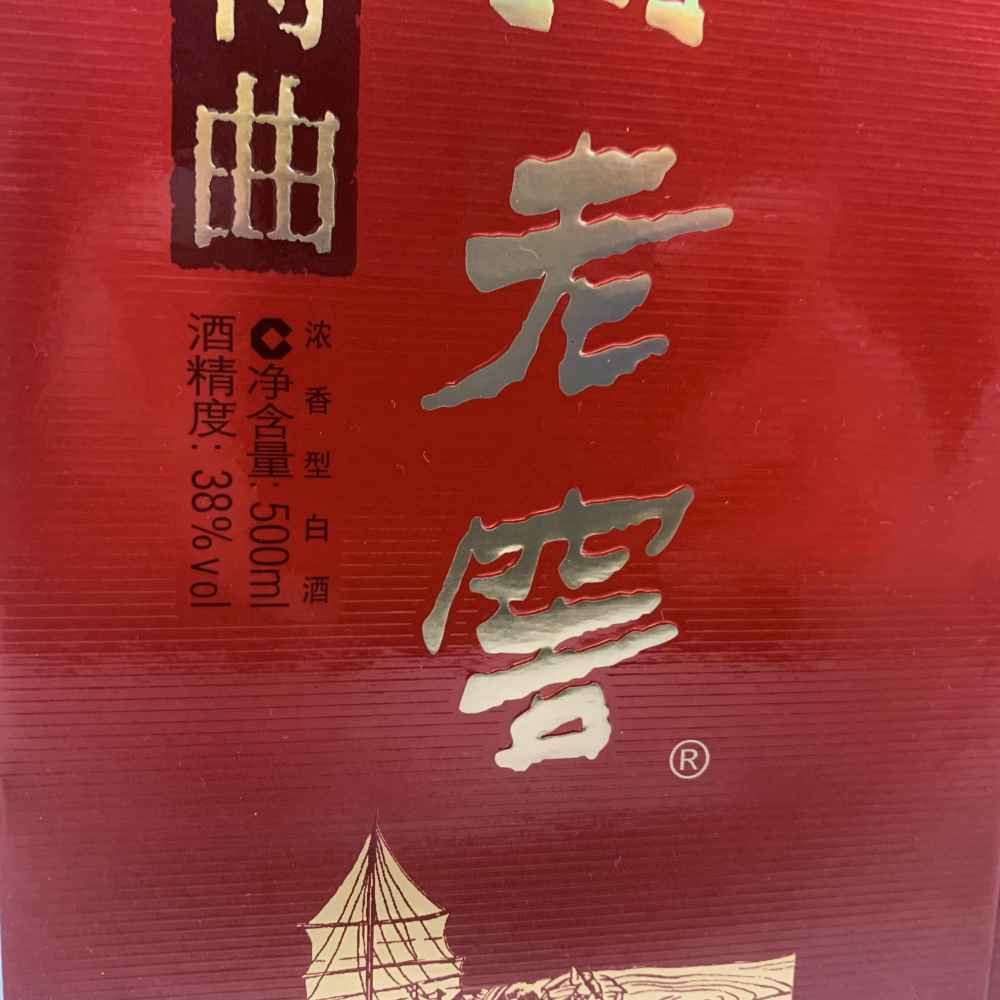 老窖®
曲
浓香型白酒
净含量:500ml
酒精度:38%vol